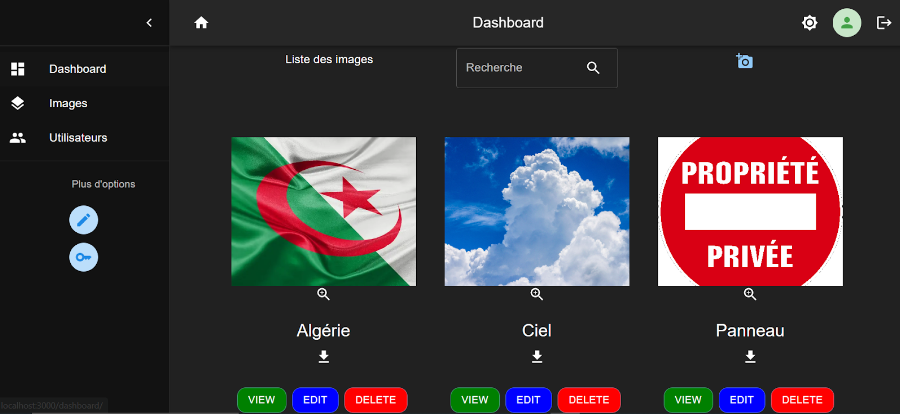 Dashboard
Dashboard
Images
Utilisateurs
Plus d'options
Liste des images
Recherche
PROPRIÉTÉ
PRIVÉE
Algérie
Ciel
Panneau
VIEW EDIT DELETE
VIEW EDIT DELETE
VIEW EDIT DELETE
localhost:3000/dashboard/